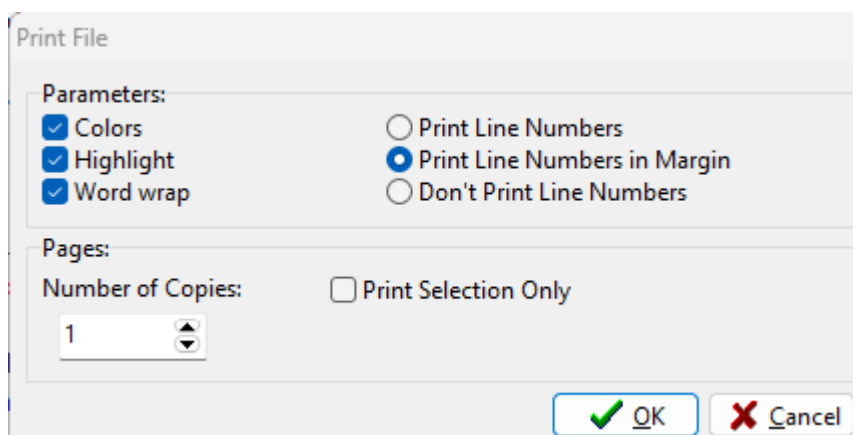 Print File
Parameters:
Colors
Print Line Numbers
Highlight
Print Line Numbers in Margin
Word wrap
Don't Print Line Numbers
Pages:
Number of Copies:
Print Selection Only
1
OK
Cancel